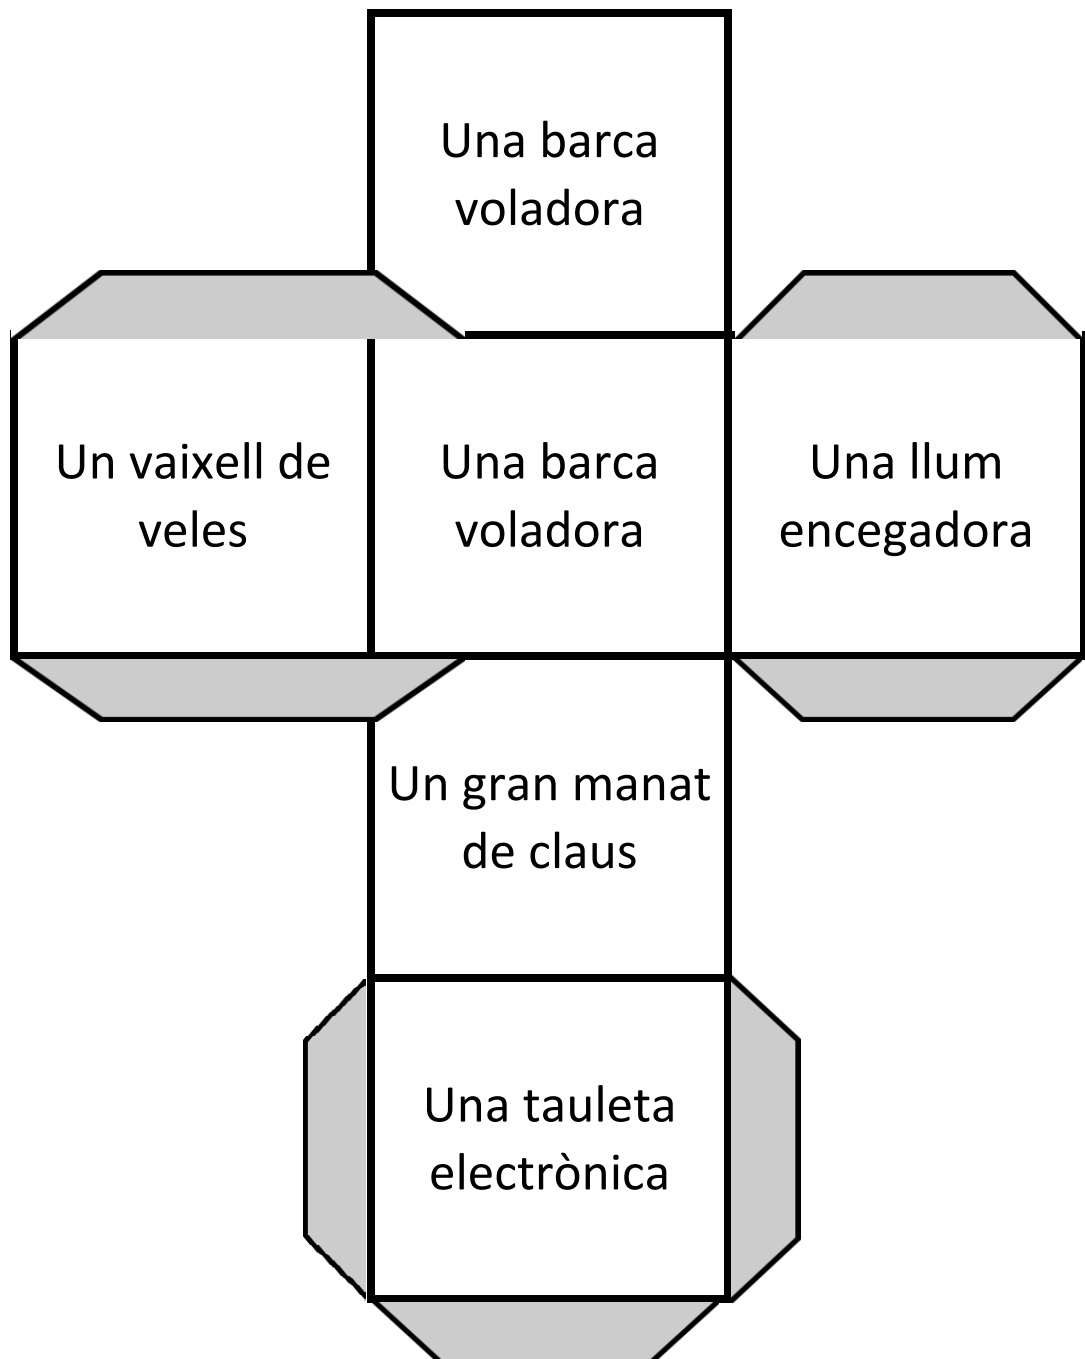 Una barca
voladora
Un vaixell de
veles
Una barca
voladora
Una llum
encegadora
Un gran manat
de claus
Una tauleta
electrònica